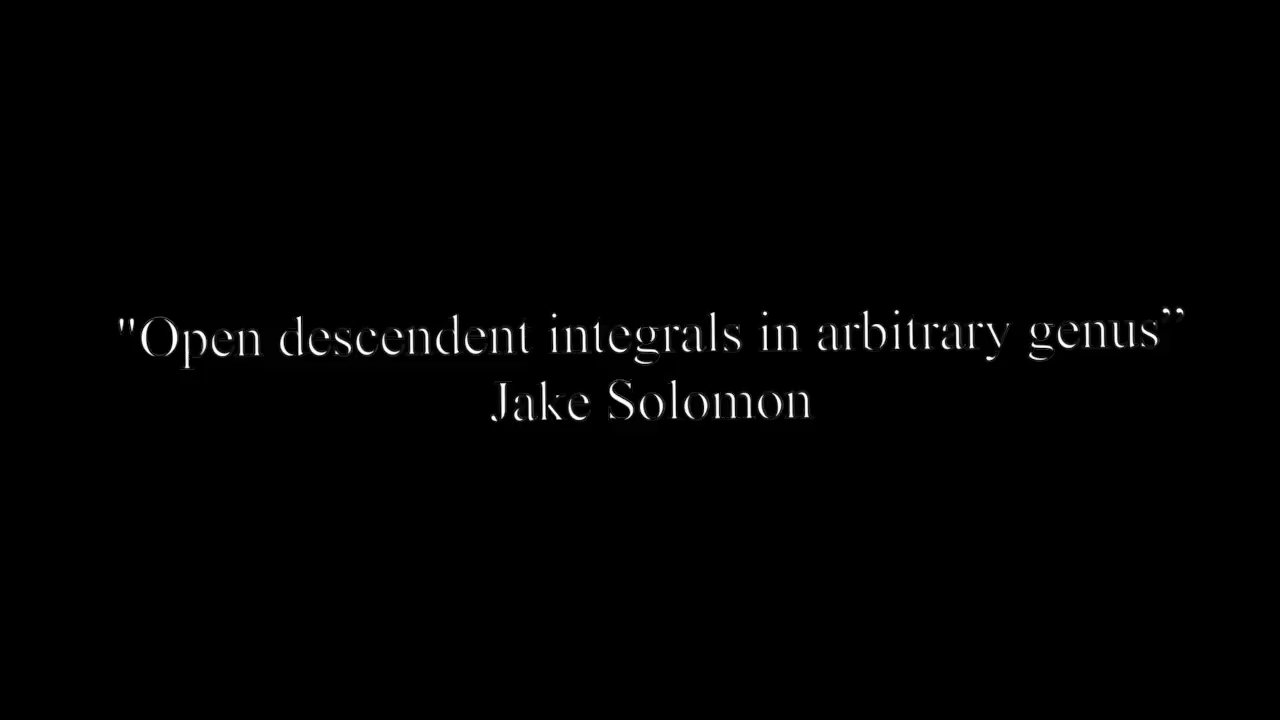 "Open descendent integrals in arbitrary genus”
Jake Solomon